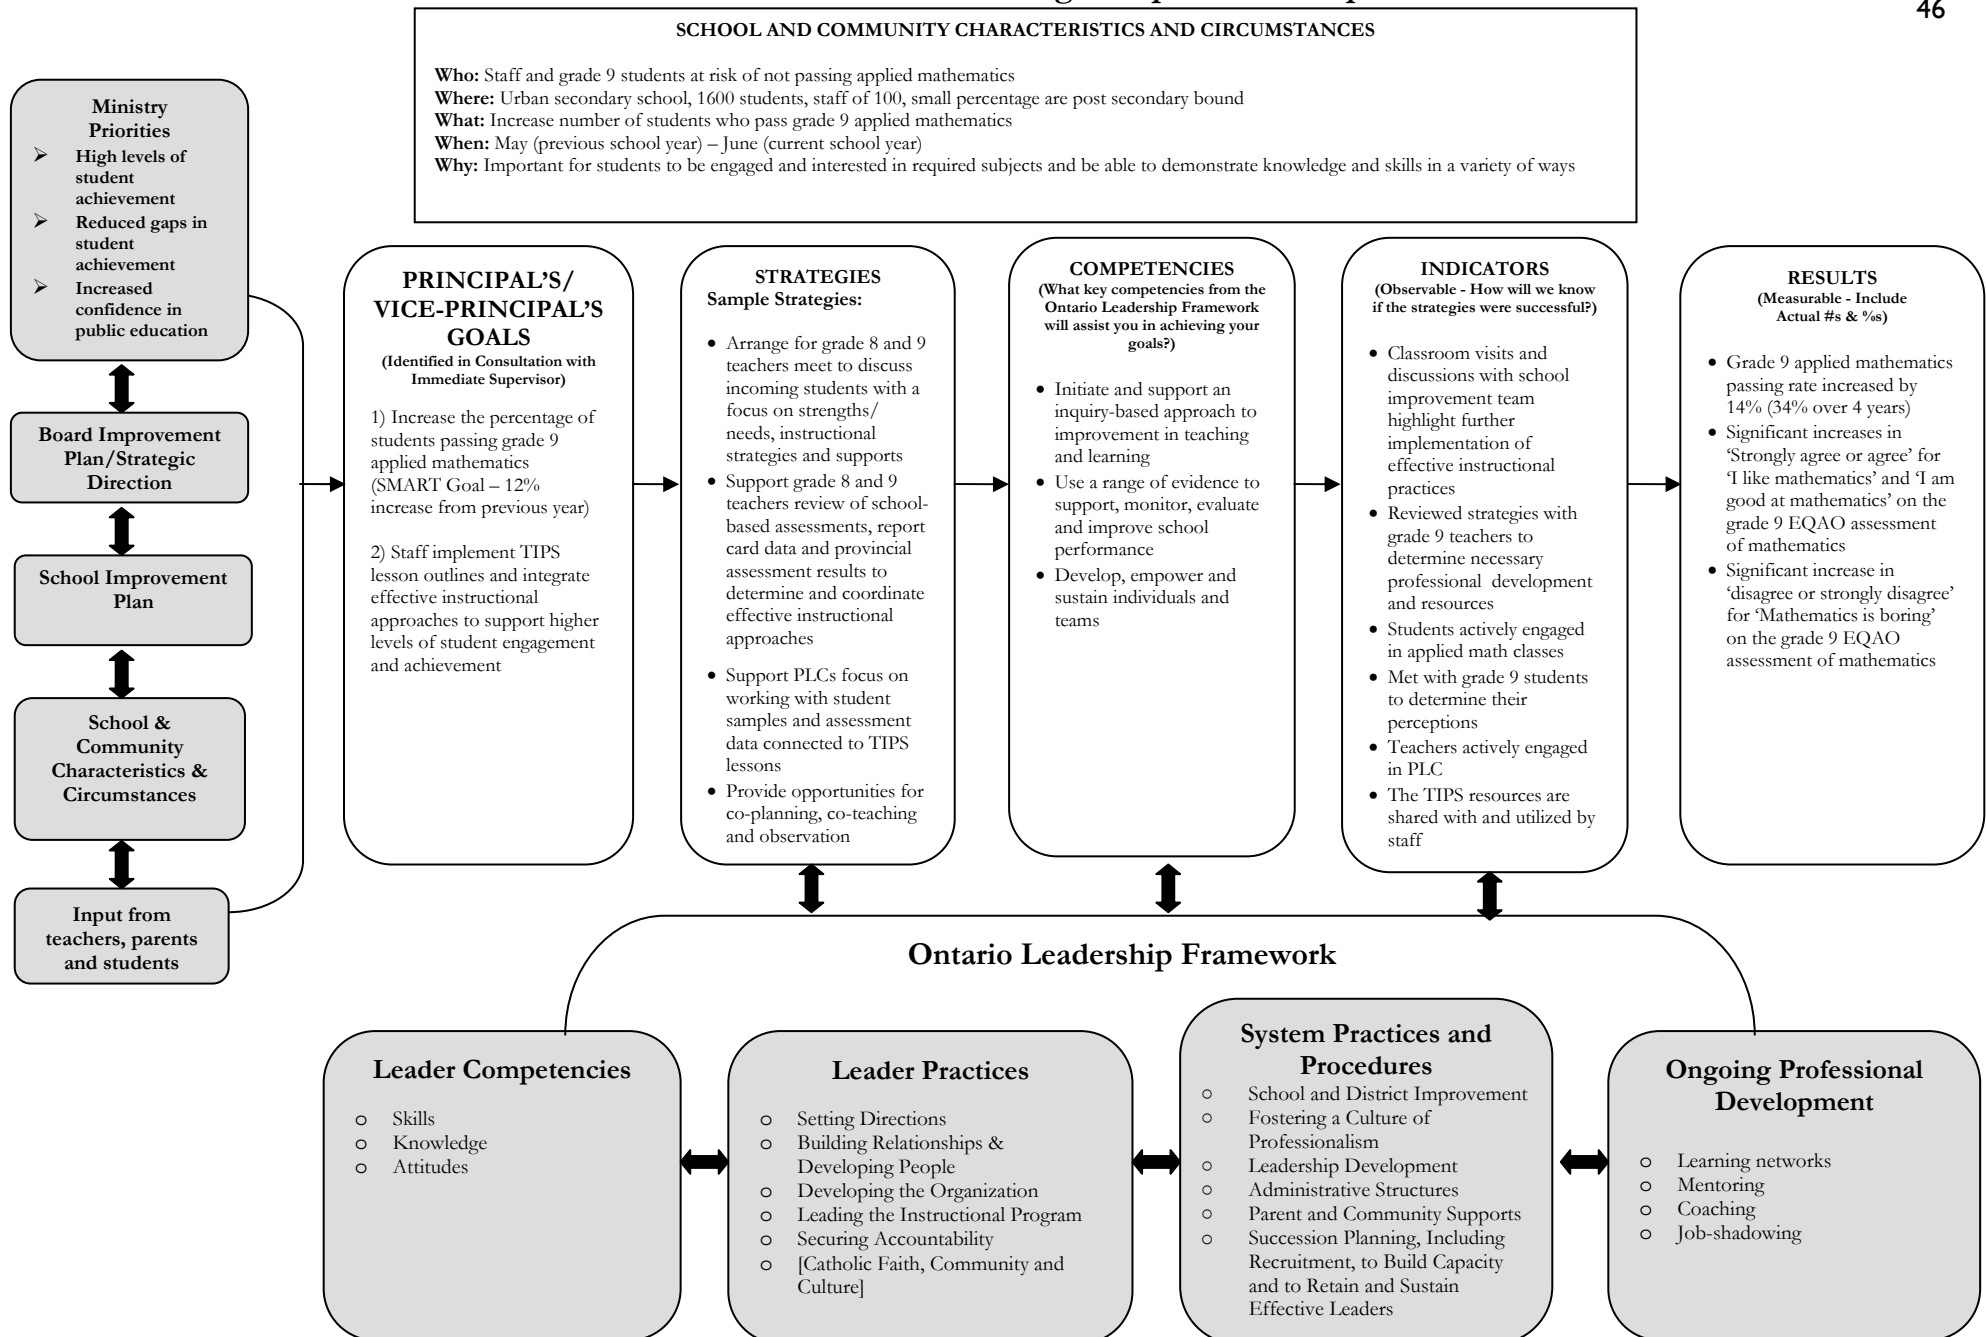 46
SCHOOL AND COMMUNITY CHARACTERISTICS AND CIRCUMSTANCES
Who: Staff and grade 9 students at risk of not passing applied mathematics
Where: Urban secondary school, 1600 students, staff of 100, small percentage are post secondary bound
What: Increase number of students who pass grade 9 applied mathematics
When: May (previous school year) – June (current school year)
Why: Important for students to be engaged and interested in required subjects and be able to demonstrate knowledge and skills in a variety of ways
Ministry
Priorities
➢ High levels of
student
achievement
➢ Reduced gaps in
student
achievement
➢ Increased
confidence in
public education
Board Improvement
Plan/Strategic
Direction
School Improvement
Plan
School &
Community
Characteristics &
Circumstances
Input from
teachers, parents
and students
PRINCIPAL'S/
VICE-PRINCIPAL'S
GOALS
(Identified in Consultation with
Immediate Supervisor)
1) Increase the percentage of
students passing grade 9
applied mathematics
(SMART Goal – 12%
increase from previous year)
2) Staff implement TIPS
lesson outlines and integrate
effective instructional
approaches to support higher
levels of student engagement
and achievement
STRATEGIES
Sample Strategies:
• Arrange for grade 8 and 9
teachers meet to discuss
incoming students with a
focus on strengths/
needs, instructional
strategies and supports
• Support grade 8 and 9
teachers review of school-
based assessments, report
card data and provincial
assessment results to
determine and coordinate
effective instructional
approaches
• Support PLCs focus on
working with student
samples and assessment
data connected to TIPS
lessons
• Provide opportunities for
co-planning, co-teaching
and observation
COMPETENCIES
(What key competencies from the
Ontario Leadership Framework
will assist you in achieving your
goals?)
• Initiate and support an
inquiry-based approach to
improvement in teaching
and learning
• Use a range of evidence to
support, monitor, evaluate
and improve school
performance
• Develop, empower and
sustain individuals and
teams
INDICATORS
(Observable - How will we know
if the strategies were successful?)
• Classroom visits and
discussions with school
improvement team
highlight further
implementation of
effective instructional
practices
• Reviewed strategies with
grade 9 teachers to
determine necessary
professional development
and resources
• Students actively engaged
in applied math classes
• Met with grade 9 students
to determine their
perceptions
• Teachers actively engaged
in PLC
• The TIPS resources are
shared with and utilized by
staff
RESULTS
(Measurable - Include
Actual #s & %s)
• Grade 9 applied mathematics
passing rate increased by
14% (34% over 4 years)
• Significant increases in
'Strongly agree or agree' for
'I like mathematics' and 'I am
good at mathematics' on the
grade 9 EQAO assessment
of mathematics
• Significant increase in
'disagree or strongly disagree'
for 'Mathematics is boring'
on the grade 9 EQAO
assessment of mathematics
Ontario Leadership Framework
Leader Competencies
o Skills
o Knowledge
o Attitudes
Leader Practices
o Setting Directions
o Building Relationships &
Developing People
o Developing the Organization
o Leading the Instructional Program
o Securing Accountability
o [Catholic Faith, Community and
Culture]
System Practices and
Procedures
o School and District Improvement
o Fostering a Culture of
Professionalism
o Leadership Development
o Administrative Structures
o Parent and Community Supports
o Succession Planning, Including
Recruitment, to Build Capacity
and to Retain and Sustain
Effective Leaders
Ongoing Professional
Development
o Learning networks
o Mentoring
o Coaching
o Job-shadowing